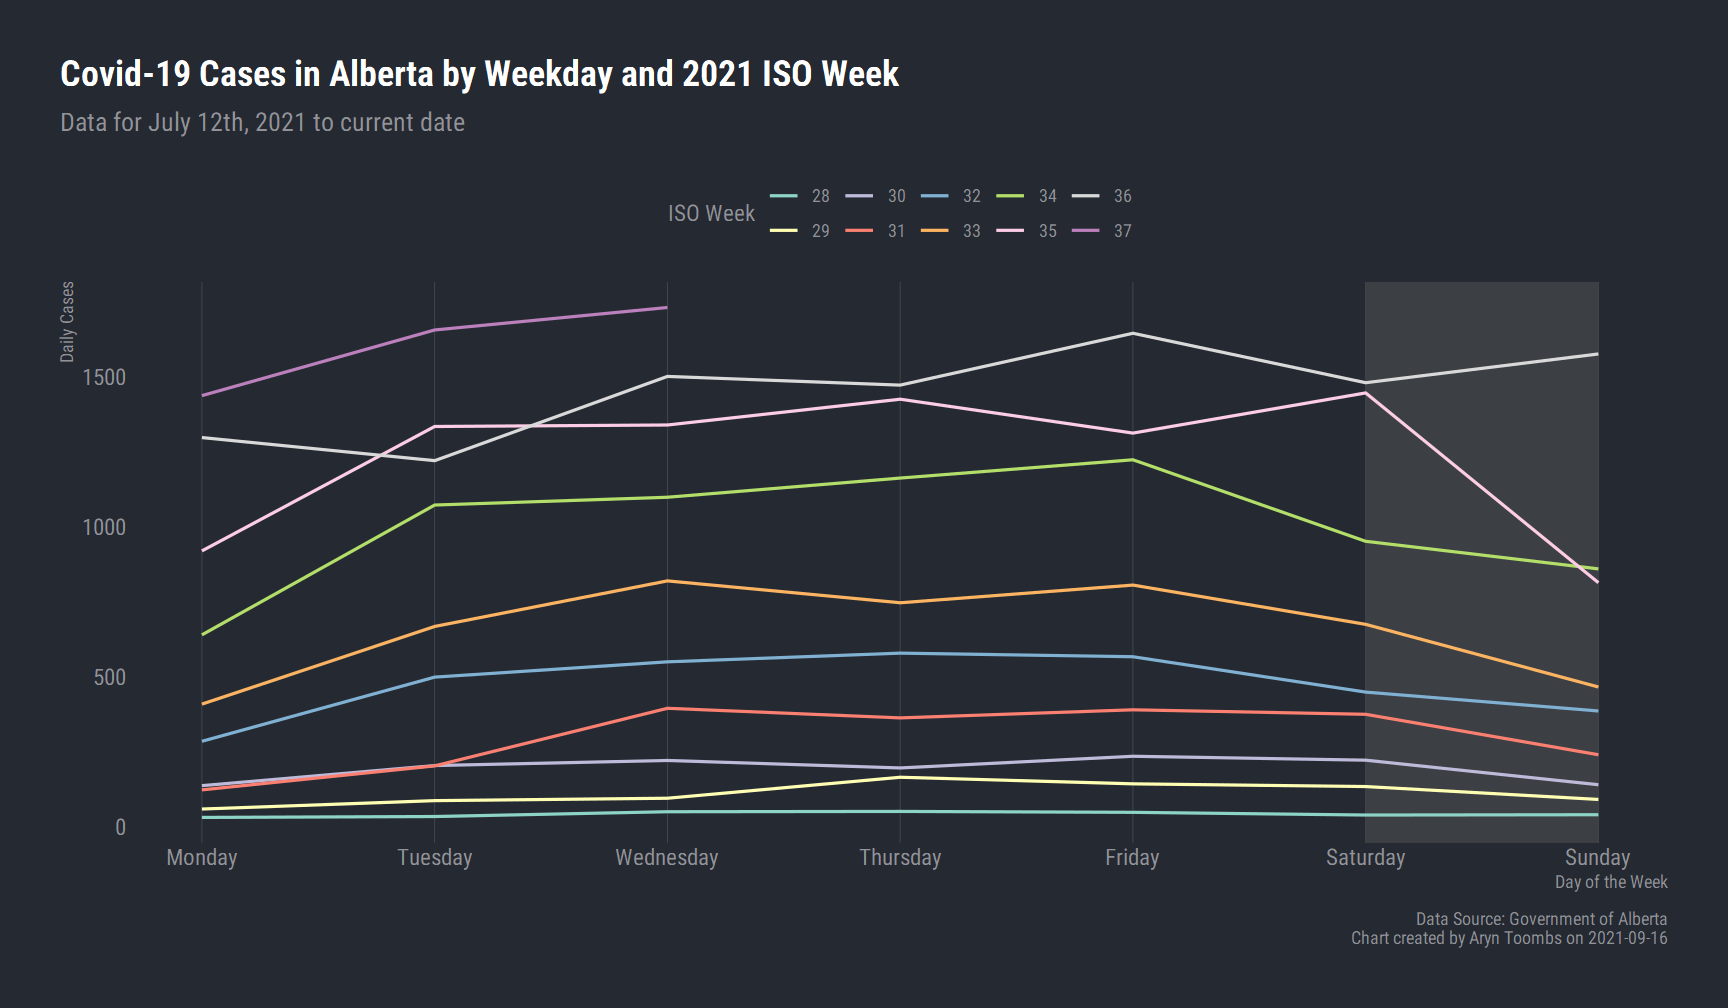 Covid-19 Cases in Alberta by Weekday and 2021 ISO Week
Data for July 12th, 2021 to current date
ISO Week
28 30 32 34 36
29 31 33 35 37
Daily Cases
1500
1000
500
0
Monday Tuesday Wednesday Thursday Friday Saturday Sunday
Day of the Week
Data Source: Government of Alberta
Chart created by Aryn Toombs on 2021-09-16